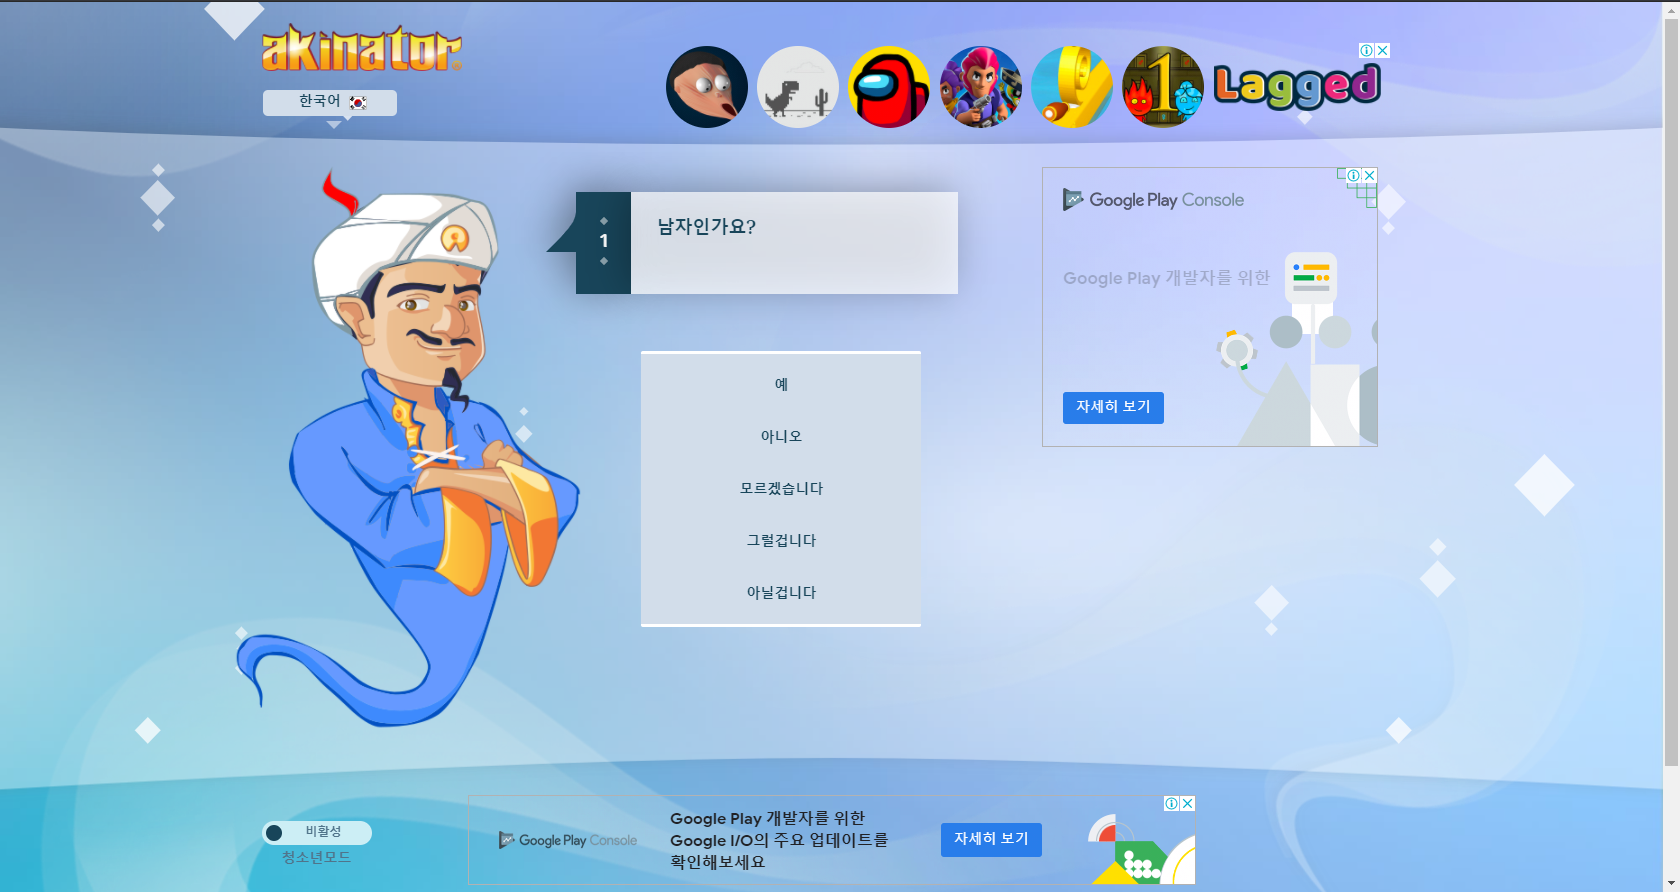 akinator
한국어
Lagged
1
남자인가요?
예
아니오
모르겠습니다
그럴겁니다
아닐겁니다
Google Play Console
Google Play 개발자를 위한
자세히 보기
비활성
청소년모드
Google Play Console
Google Play 개발자를 위한
Google I/O의 주요 업데이트를
확인해보세요
자세히 보기